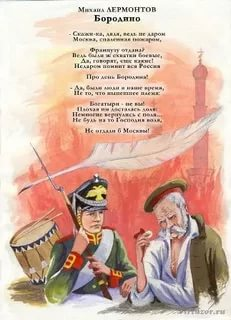 Михаил ЛЕРМОНТОВ
Бородино
- Скажи-ка, дядя, ведь не даром
Москва, спаленная пожаром,
Французу отдана?
Ведь были ж схватки боевые,
Да, говорят, еще какие!
Недаром помнит вся Россия
Про день Бородина!
- Да, были люди в наше время,
Не то, что нынешнее племя:
Богатыри - не вы!
Плохая им досталась доля:
Немногие вернулись с поля...
Не будь на то Господня воля,
Не отдали б Москвы!